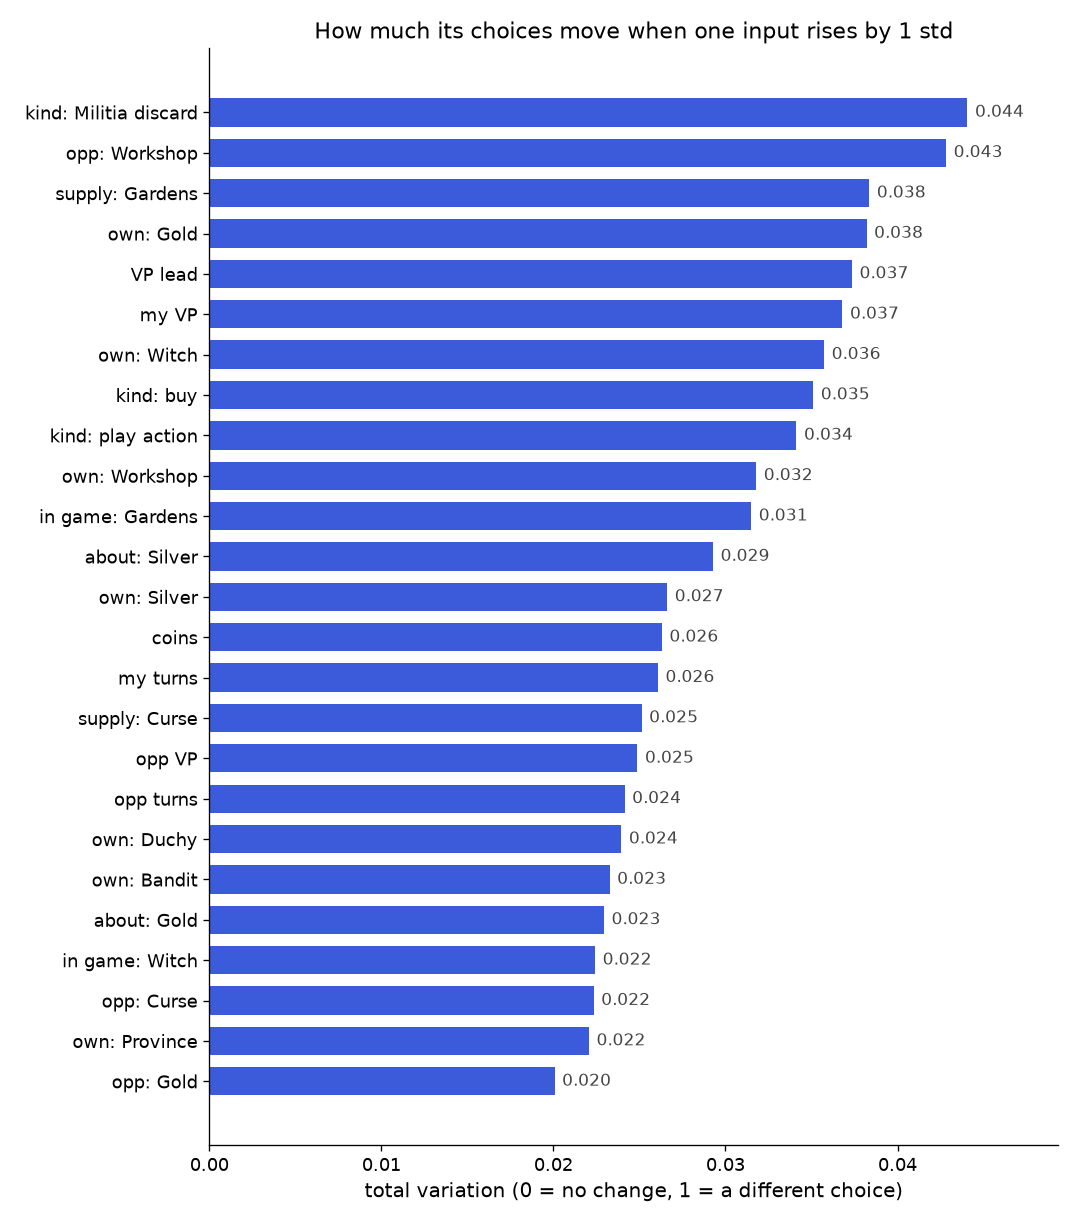 How much its choices move when one input rises by 1 std
kind: Militia discard 0.044
opp: Workshop 0.043
supply: Gardens 0.038
own: Gold 0.038
VP lead 0.037
my VP 0.037
own: Witch 0.036
kind: buy 0.035
kind: play action 0.034
own: Workshop 0.032
in game: Gardens 0.031
about: Silver 0.029
own: Silver 0.027
coins 0.026
my turns 0.026
supply: Curse 0.025
opp VP 0.025
opp turns 0.024
own: Duchy 0.024
own: Bandit 0.023
about: Gold 0.023
in game: Witch 0.022
opp: Curse 0.022
own: Province 0.022
opp: Gold 0.020
0.00 0.01 0.02 0.03 0.04
total variation (0 = no change, 1 = a different choice)